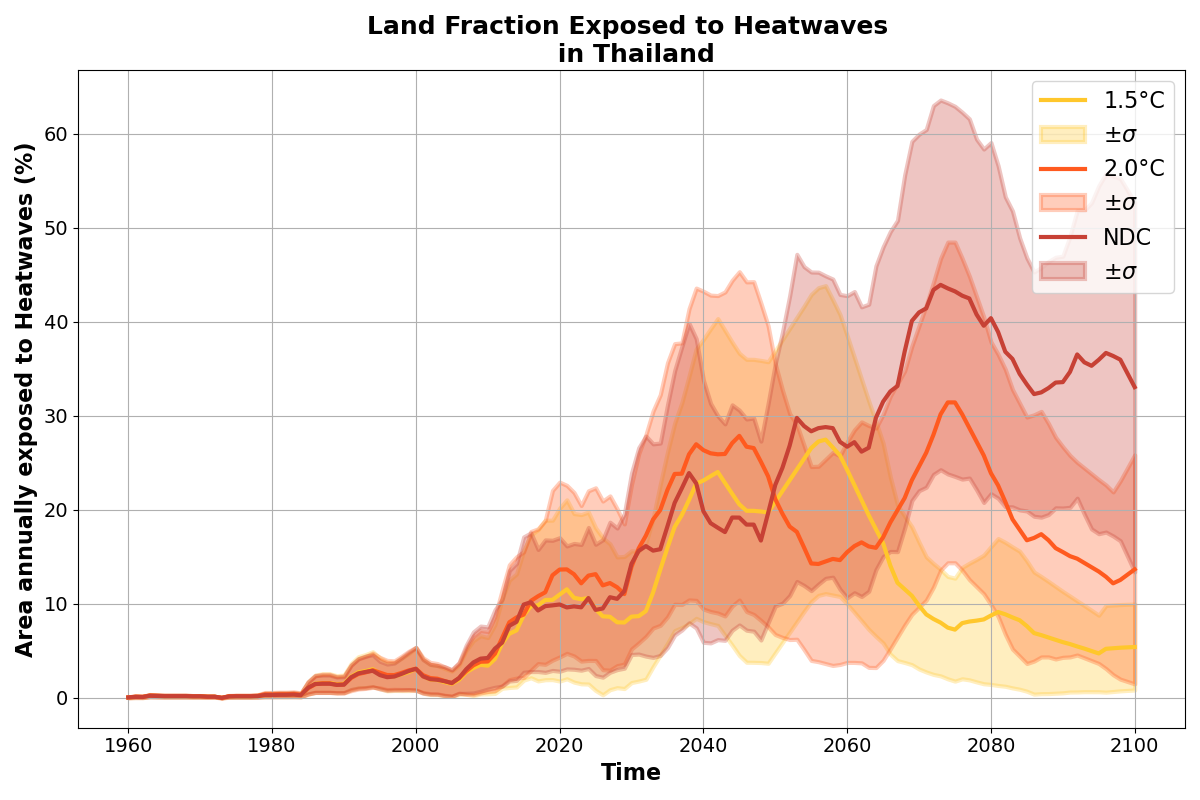 Land Fraction Exposed to Heatwaves
in Thailand
Area annually exposed to Heatwaves (%)
60
50
40
30
20
10
0
1.5°C
±σ
2.0°C
±σ
NDC
±σ
1960 1980 2000 2020 2040 2060 2080 2100
Time